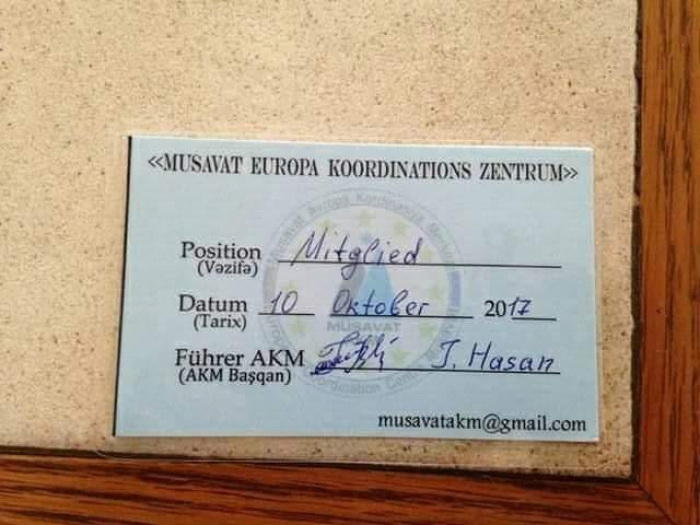 «MUSAVAT EUROPA KOORDINATIONS ZENTRUM»
Position Mitglied
(Vəzifə)
Datum 10 Oktober 2017
(Tarix)
MUSAVAT
Führer AKM J. Hasan
(AKM Başqan)
musavatakm@gmail.com